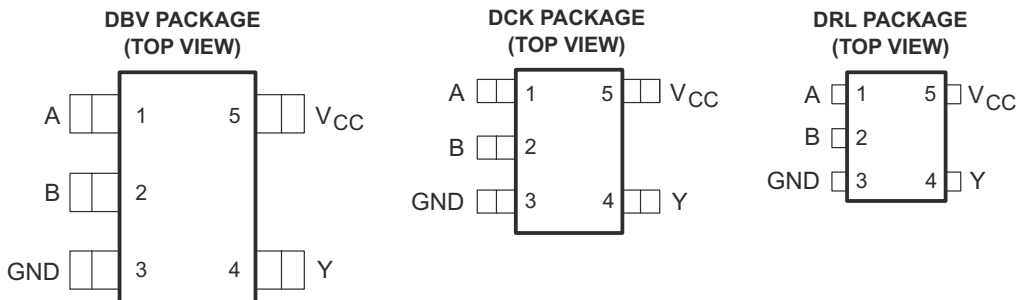 DBV PACKAGE
(TOP VIEW)
A 1 5 VCC
B 2
GND 3 4 Y
DCK PACKAGE
(TOP VIEW)
A 1 5 VCC
B 2
GND 3 4 Y
DRL PACKAGE
(TOP VIEW)
A 1 5 VCC
B 2
GND 3 4 Y